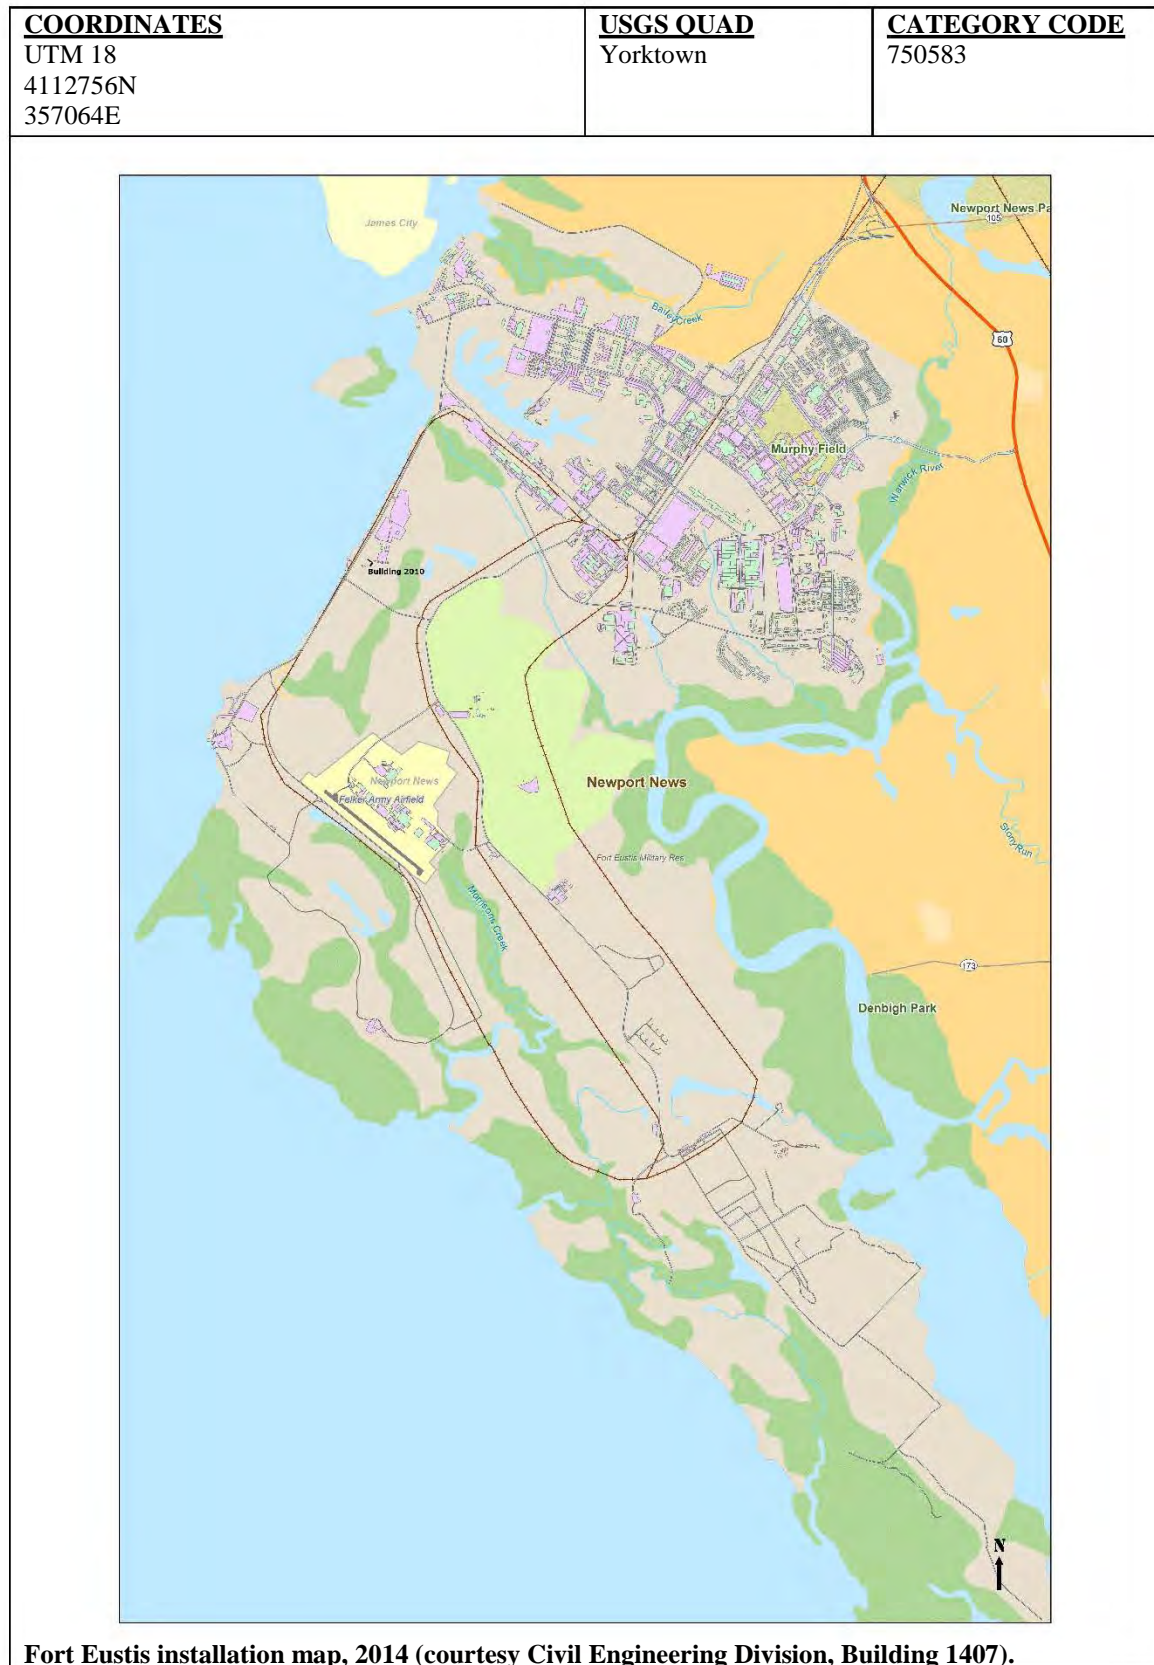 COORDINATES
UTM 18
4112756N
357064E
USGS QUAD
Yorktown
CATEGORY CODE
750583
James City
Newport News Pa
105
Bailey Creek
60
Murphy Field
Warwick River
Building 2010
Newport News
Felker Army Airfield
Newport News
Stony Run
Fort Eustis Military Res
Morrisons Creek
173
Denbigh Park
N
Fort Eustis installation map, 2014 (courtesy Civil Engineering Division, Building 1407).